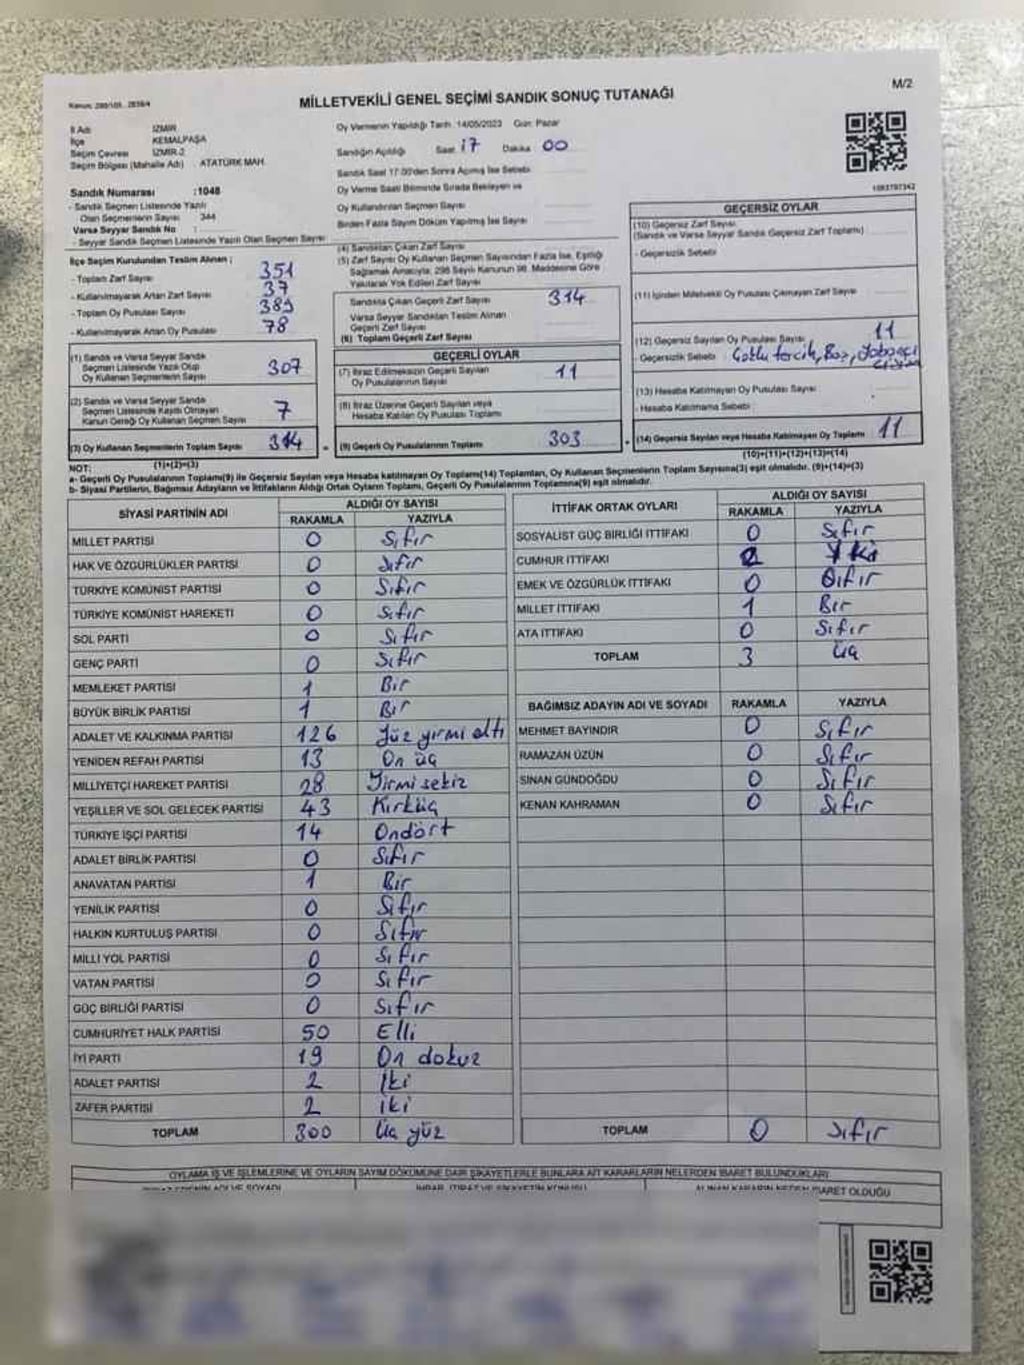 M/2
MİLLETVEKİLİ GENEL SEÇİMİ SANDIK SONUÇ TUTANAĞI
İl Adı İZMİR
İlçe KEMALPAŞA
Seçim Çevresi İZMİR-2
Seçim Bölgesi (Mahalle Adı) ATATÜRK MAH.
Sandık Numarası :1048
- Sandık Seçmen Listesinde Yazılı
Olan Seçmenlerin Sayısı 344
Varsa Seyyar Sandık No :
- Seyyar Sandık Seçmen Listesinde Yazılı Olan Seçmen Sayısı
Oy Vermenin Yapıldığı Tarih: 14/05/2023 Gün: Pazar
Sandığın Açıldığı Saat 17 Dakika 00
Sandık Saat 17.00'den Sonra Açılmış İse Sebebi
Oy Verme Saati Bitiminde Sırada Bekleyen ve
Oy Kullandırılan Seçmen Sayısı
Birden Fazla Sayım Döküm Yapılmış İse Sayısı
İlçe Seçim Kurulundan Teslim Alınan ;
- Toplam Zarf Sayısı 351
- Kullanılmayarak Artan Zarf Sayısı 37
- Toplam Oy Pusulası 389
- Kullanılmayarak Artan Oy Pusulası 78
(1) Sandık ve Varsa Seyyar Sandık
Seçmen Listesinde Yazılı Olup
Oy Kullanan Seçmenlerin Sayısı 307
(2) Sandık ve Varsa Seyyar Sandık
Seçmen Listesinde Kayıtlı Olmayan
Kanun Gereği Oy Kullanan Seçmen Sayısı 7
(3) Oy Kullanan Seçmenlerin Toplam Sayısı 314
(1)+(2)=(3)
(4) Sandıktan Çıkan Zarf Sayısı
(5) Zarf Sayısı Oy Kullanan Seçmen Sayısından Fazla İse, Eşitliği
Sağlamak Amacıyla, 298 Sayılı Kanunun 98. Maddesine Göre
Yakılarak Yok Edilen Zarf Sayısı
Sandıkta Çıkan Geçerli Zarf Sayısı 314
Varsa Seyyar Sandıktan Teslim Alınan
Geçerli Zarf Sayısı
(6) Toplam Geçerli Zarf Sayısı
GEÇERLİ OYLAR
(7) İtiraz Edilmeksizin Geçerli Sayılan
Oy Pusulalarının Sayısı 11
(8) İtiraz Üzerine Geçerli Sayılan veya
Hesaba Katılan Oy Pusulası Toplamı
(9) Geçerli Oy Pusulalarının Toplamı 303
GEÇERSİZ OYLAR
(10) Geçersiz Zarf Sayısı
(Sandık ve Varsa Seyyar Sandık Geçersiz Zarf Toplamı)
- Geçersizlik Sebebi
(11) İçinden Milletvekili Oy Pusulası Çıkmayan Zarf Sayısı
(12) Geçersiz Sayılan Oy Pusulası Sayısı 11
- Geçersizlik Sebebi Çoklu tercih, Boş, Yabancı
(13) Hesaba Katılmayan Oy Pusulası Sayısı
- Hesaba Katılmama Sebebi
(14) Geçersiz Sayılan veya Hesaba Katılmayan Oy Toplamı 11
(10)+(11)+(12)+(13)=(14)
NOT:
a- Geçerli Oy Pusulalarının Toplamı(9) ile Geçersiz Sayılan veya Hesaba katılmayan Oy Toplamı(14) Toplamları, Oy Kullanan Seçmenlerin Toplam Sayısına(3) eşit olmalıdır. (9)+(14)=(3)
b- Siyasi Partilerin, Bağımsız Adayların ve İttifakların Aldığı Ortak Oyların Toplamı, Geçerli Oy Pusulalarının Toplamına(9) eşit olmalıdır.
SİYASİ PARTİNİN ADI ALDIĞI OY SAYISI
RAKAMLA YAZIYLA
MİLLET PARTİSİ 0 Sıfır
HAK VE ÖZGÜRLÜKLER PARTİSİ 0 Sıfır
TÜRKİYE KOMÜNİST PARTİSİ 0 Sıfır
TÜRKİYE KOMÜNİST HAREKETİ 0 Sıfır
SOL PARTİ 0 Sıfır
GENÇ PARTİ 0 Sıfır
MEMLEKET PARTİSİ 1 Bir
BÜYÜK BİRLİK PARTİSİ 1 Bir
ADALET VE KALKINMA PARTİSİ 126 Yüz yirmi altı
YENİDEN REFAH PARTİSİ 13 On üç
MİLLİYETÇİ HAREKET PARTİSİ 28 Yirmi sekiz
YEŞİLLER VE SOL GELECEK PARTİSİ 43 Kırküç
TÜRKİYE İŞÇİ PARTİSİ 14 Ondört
ADALET BİRLİK PARTİSİ 0 Sıfır
ANAVATAN PARTİSİ 1 Bir
YENİLİK PARTİSİ 0 Sıfır
HALKIN KURTULUŞ PARTİSİ 0 Sıfır
MİLLİ YOL PARTİSİ 0 Sıfır
VATAN PARTİSİ 0 Sıfır
GÜÇ BİRLİĞİ PARTİSİ 0 Sıfır
CUMHURİYET HALK PARTİSİ 50 Elli
İYİ PARTİ 19 On dokuz
ADALET PARTİSİ 2 İki
ZAFER PARTİSİ 2 iki
TOPLAM 300 Üç yüz
İTTİFAK ORTAK OYLARI ALDIĞI OY SAYISI
RAKAMLA YAZIYLA
SOSYALİST GÜÇ BİRLİĞİ İTTİFAKI 0 Sıfır
CUMHUR İTTİFAKI 2 İki
EMEK VE ÖZGÜRLÜK İTTİFAKI 0 Sıfır
MİLLET İTTİFAKI 1 Bir
ATA İTTİFAKI 0 Sıfır
TOPLAM 3 Üç
BAĞIMSIZ ADAYIN ADI VE SOYADI RAKAMLA YAZIYLA
MEHMET BAYINDIR 0 Sıfır
RAMAZAN ÜZÜN 0 Sıfır
SİNAN GÜNDOĞDU 0 Sıfır
KENAN KAHRAMAN 0 Sıfır
TOPLAM 0 Sıfır
OYLAMA İŞ VE İŞLEMLERİNE VE OYLARIN SAYIM DÖKÜMÜNE DAİR ŞİKAYETLERLE BUNLARA AİT KARARLARIN NELERDEN İBARET BULUNDUKLARI